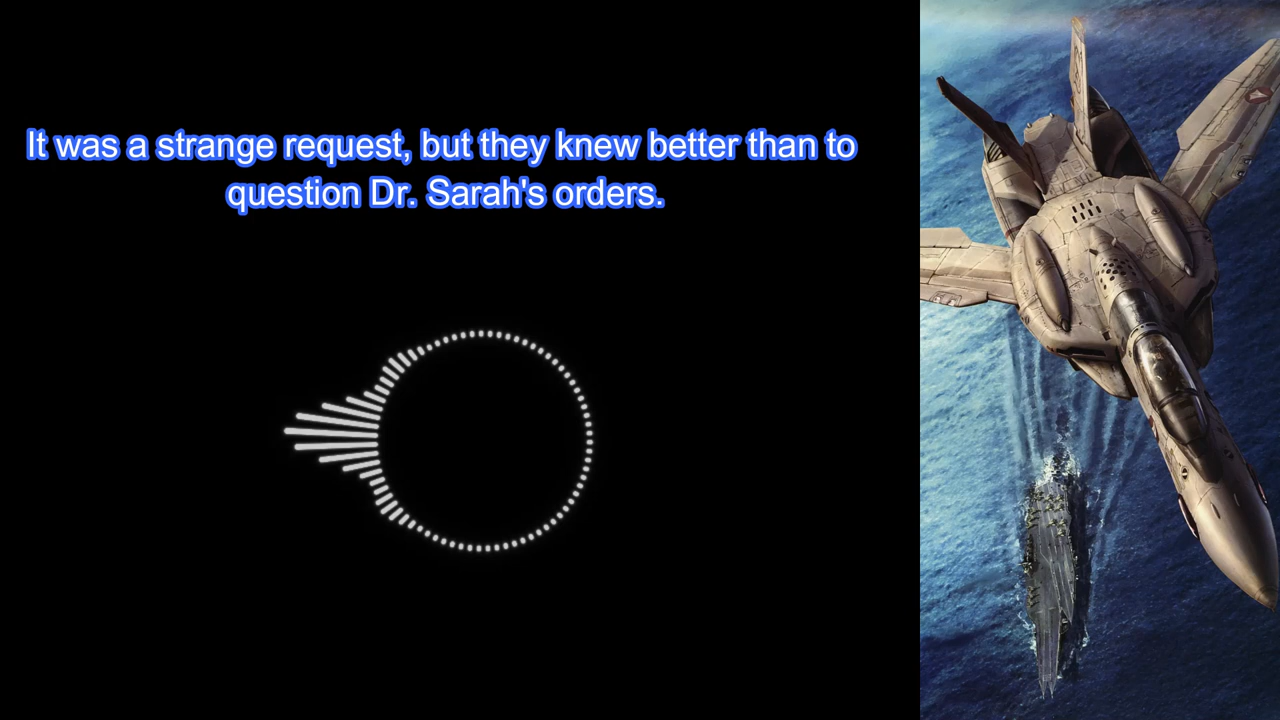 It was a strange request, but they knew better than to
question Dr. Sarah's orders.